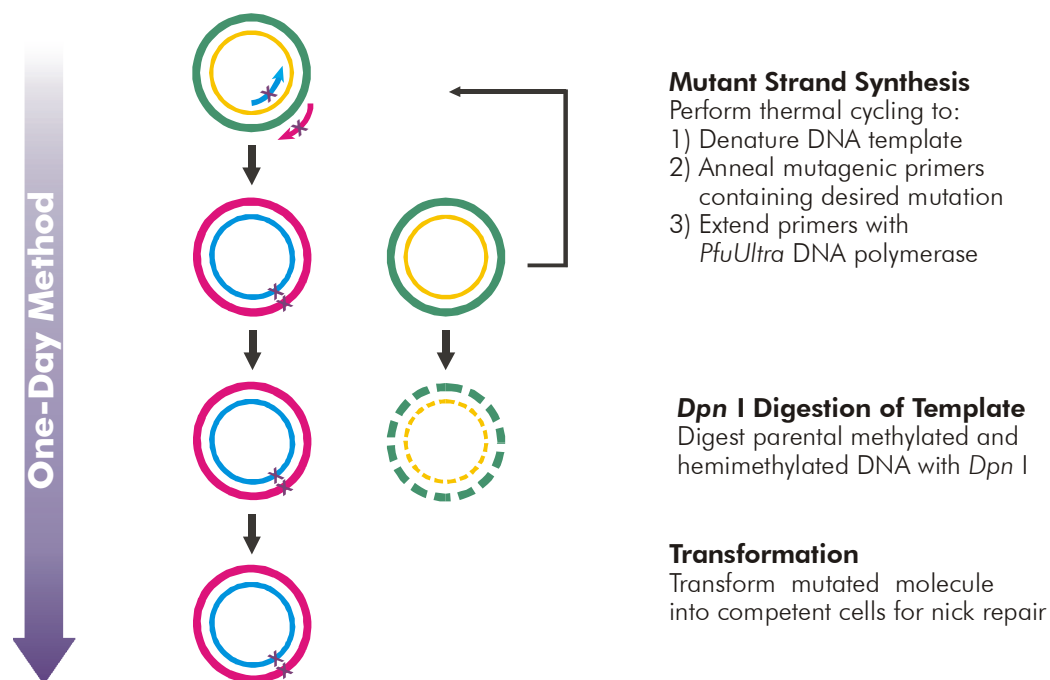 One-Day Method
Mutant Strand Synthesis
Perform thermal cycling to:
1) Denature DNA template
2) Anneal mutagenic primers
containing desired mutation
3) Extend primers with
PfuUltra DNA polymerase
Dpn I Digestion of Template
Digest parental methylated and
hemimethylated DNA with Dpn I
Transformation
Transform mutated molecule
into competent cells for nick repair